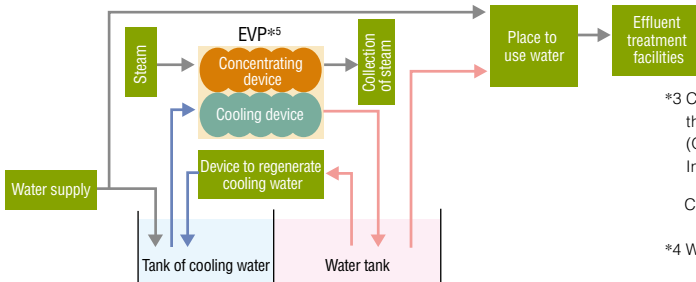 EVP*5
Steam
Concentrating
device
Cooling device
Collection
of steam
Place to
use water
Effluent
treatment
facilities
Water supply
Device to regenerate
cooling water
Tank of cooling water
Water tank
*3 C
th
(C
In
C
*4 W